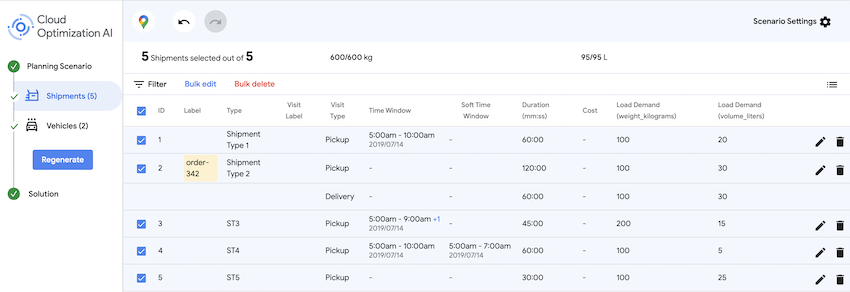 Cloud
Optimization AI
Scenario Settings
Planning Scenario
Shipments (5)
Vehicles (2)
Regenerate
Solution
5 Shipments selected out of 5 600/600 kg 95/95 L
Filter Bulk edit Bulk delete
ID Label Type Visit Label Visit Type Time Window Soft Time Window Duration (mm:ss) Cost Load Demand (weight_kilograms) Load Demand (volume_liters)
1 Shipment Type 1 Pickup 5:00am - 10:00am 2019/07/14 - 60:00 - 100 20
2 order-342 Shipment Type 2 Pickup - - 120:00 - 100 30
Delivery - - 60:00 - 100 30
3 ST3 Pickup 5:00am - 9:00am +1 2019/07/14 - 45:00 - 200 15
4 ST4 Pickup 5:00am - 10:00am 2019/07/14 5:00am - 7:00am 2019/07/14 60:00 - 100 5
5 ST5 Pickup - - 30:00 - 100 25